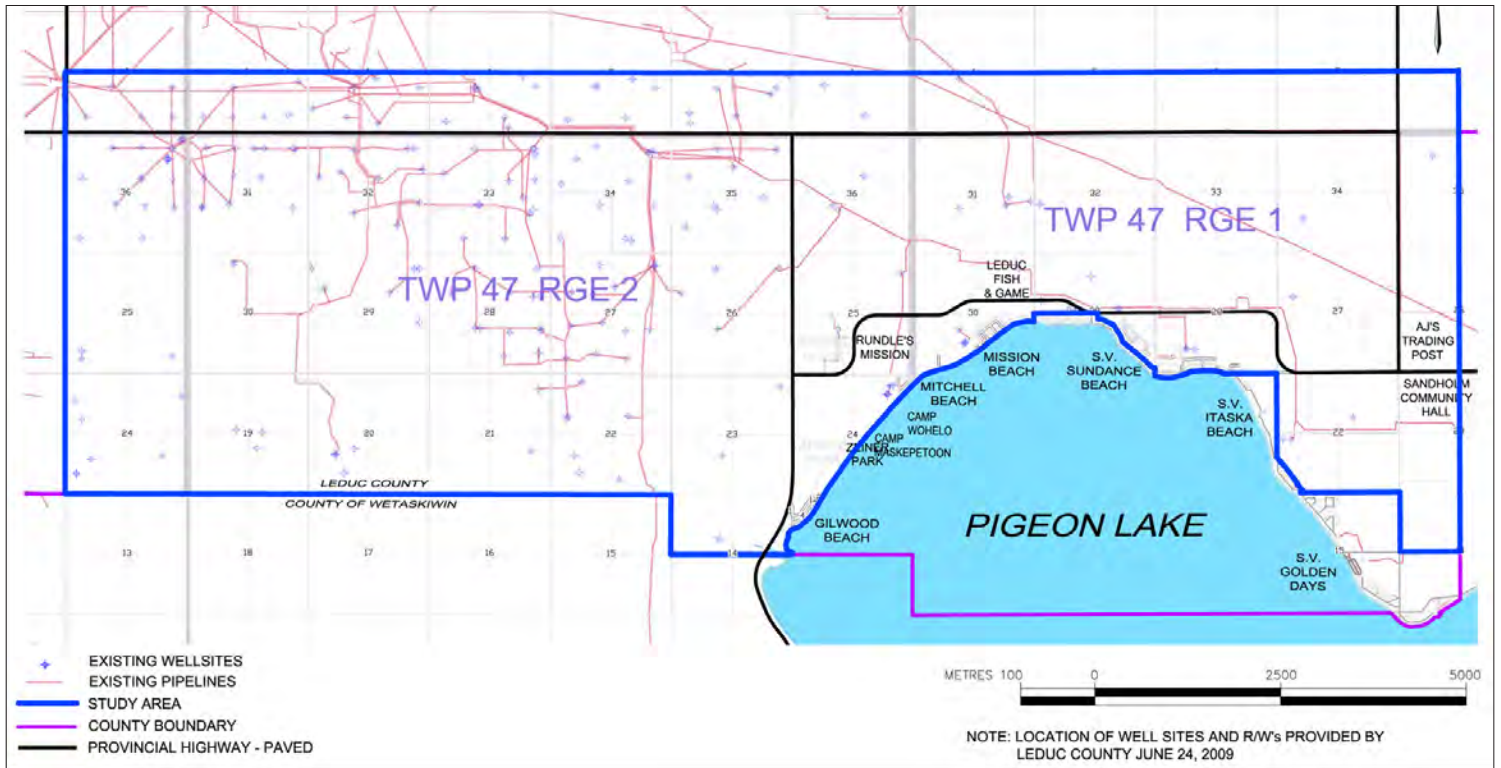 36
31
32
33
34
35
36
31
32
33
34
TWP 47 RGE 1
TWP 47 RGE 2
LEDUC
FISH
& GAME
25
30
29
28
27
26
25
30
27
RUNDLE'S
MISSION
AJ'S
TRADING
POST
MISSION
BEACH
S.V.
SUNDANCE
BEACH
MITCHELL
BEACH
SANDHOLM
COMMUNITY
HALL
S.V.
ITASKA
BEACH
CAMP
WOHELO
24
19
20
21
22
23
24
22
CAMP
MASKEPETOON
ZEINER
PARK
LEDUC COUNTY
COUNTY OF WETASKIWIN
GILWOOD
BEACH
PIGEON LAKE
13
18
17
16
15
14
15
S.V.
GOLDEN
DAYS
EXISTING WELLSITES
EXISTING PIPELINES
STUDY AREA
COUNTY BOUNDARY
PROVINCIAL HIGHWAY - PAVED
METRES 100 0 2500 5000
NOTE: LOCATION OF WELL SITES AND R/W's PROVIDED BY
LEDUC COUNTY JUNE 24, 2009